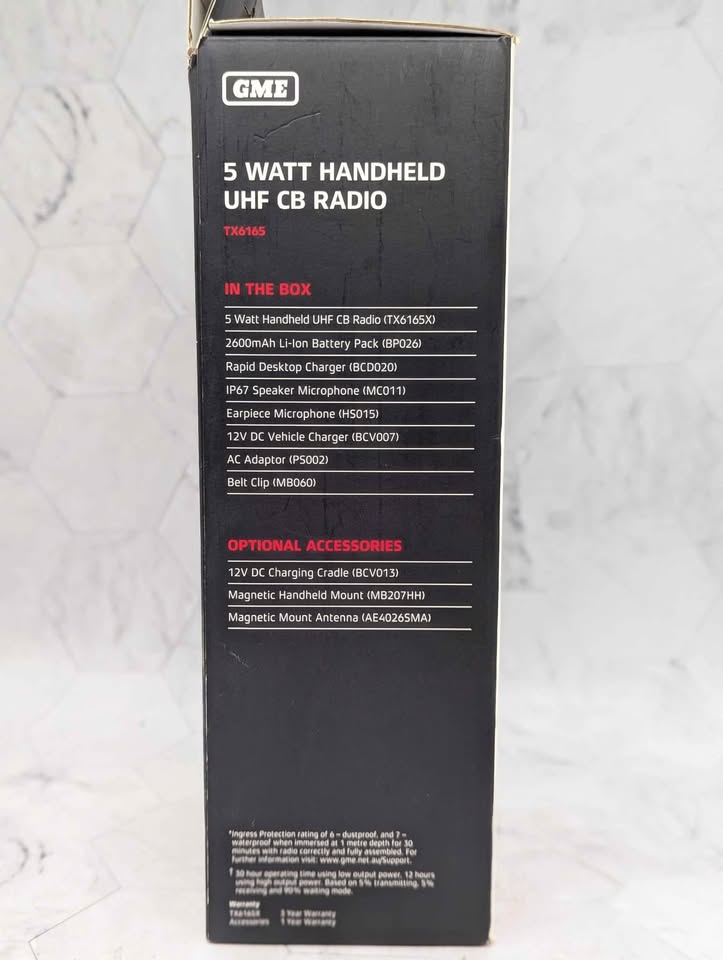 GME
5 WATT HANDHELD
UHF CB RADIO
TX6165
IN THE BOX
5 Watt Handheld UHF CB Radio (TX6165X)
2600mAh Li-Ion Battery Pack (BP026)
Rapid Desktop Charger (BCD020)
IP67 Speaker Microphone (MC011)
Earpiece Microphone (HS015)
12V DC Vehicle Charger (BCV007)
AC Adaptor (PS002)
Belt Clip (MB060)
OPTIONAL ACCESSORIES
12V DC Charging Cradle (BCV013)
Magnetic Handheld Mount (MB207HH)
Magnetic Mount Antenna (AE4026SMA)
*Ingress Protection rating of 6 – dustproof, and 7 –
waterproof when immersed at 1 metre depth for 30
minutes with radio correctly and fully assembled. For
further information visit: www.gme.net.au/Support.
† 30 hour operating time using low output power, 12 hours
using high output power. Based on 5% transmitting, 5%
receiving and 90% waiting mode.
Warranty
TX6165X 3 Year Warranty
Accessories 1 Year Warranty